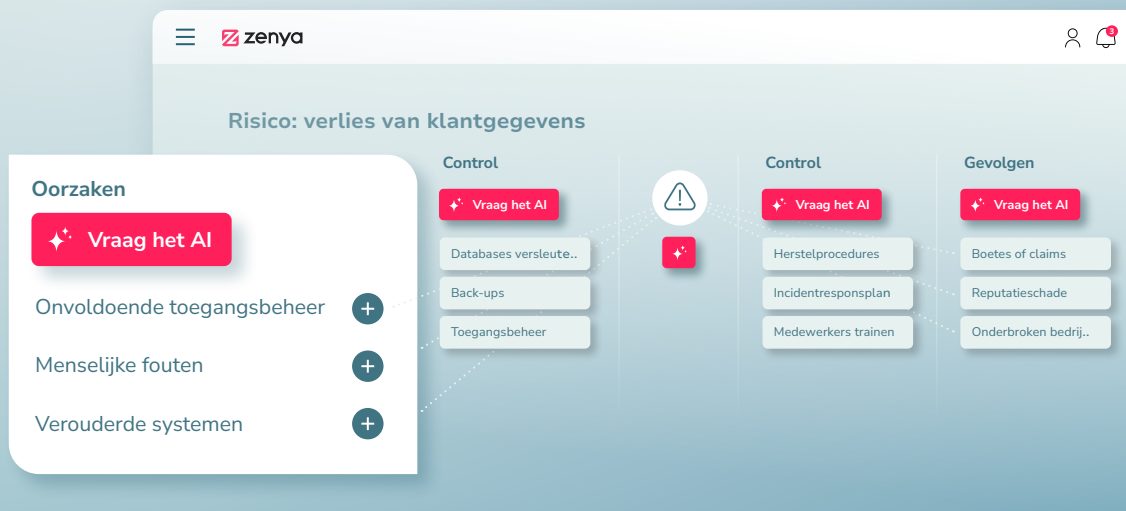 zenya
3
Risico: verlies van klantgegevens
Oorzaken
Vraag het AI
Onvoldoende toegangsbeheer
Menselijke fouten
Verouderde systemen
Control
Vraag het AI
Databases versleute..
Back-ups
Toegangsbeheer
Control
Vraag het AI
Herstelprocedures
Incidentresponsplan
Medewerkers trainen
Gevolgen
Vraag het AI
Boetes of claims
Reputatieschade
Onderbroken bedrij..